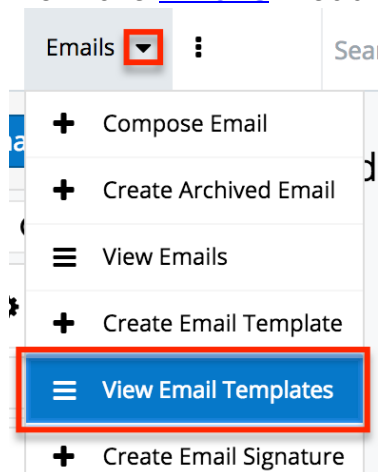 Emails
Compose Email
Create Archived Email
View Emails
Create Email Template
View Email Templates
Create Email Signature